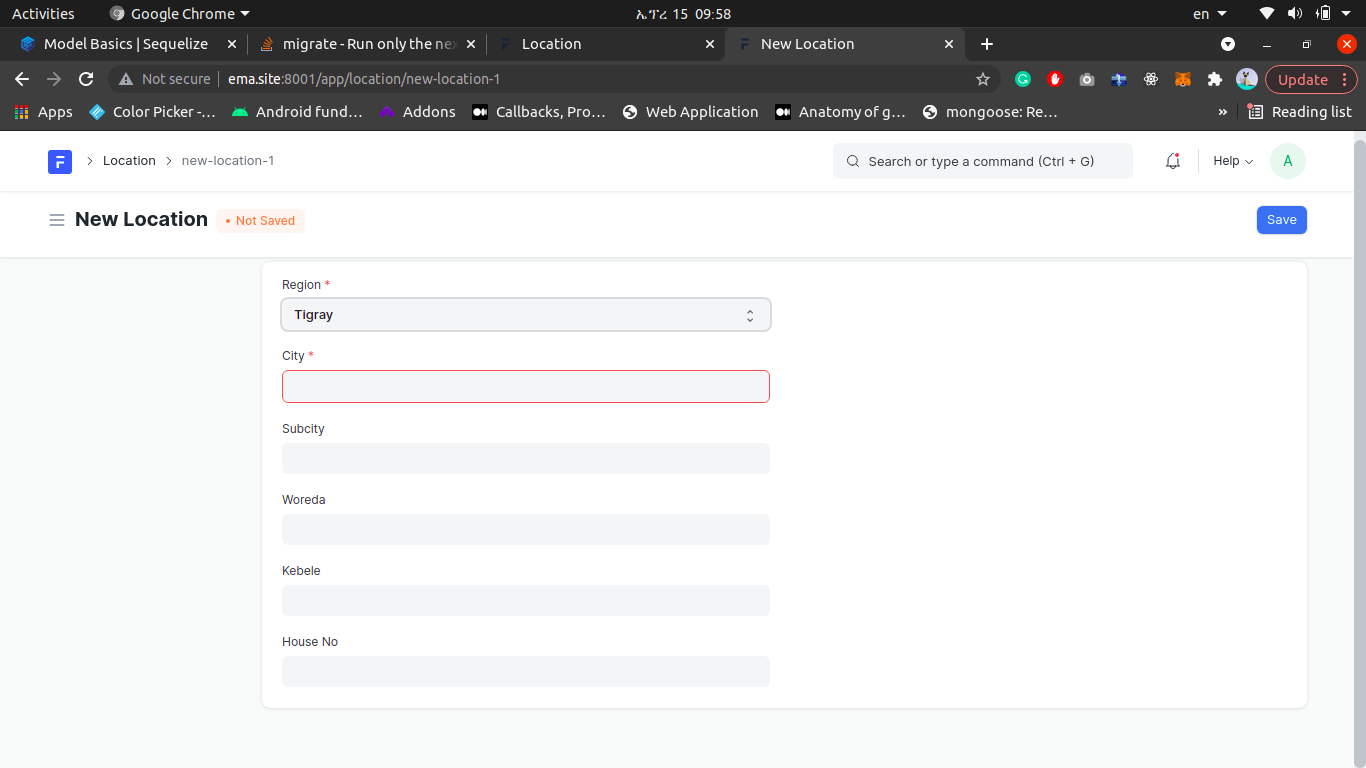 Activities Google Chrome ኤፕረ 15 09:58 en
Model Basics | Sequelize migrate - Run only the ne Location New Location
Not secure ema.site:8001/app/location/new-location-1 Update
Apps Color Picker -... Android fund... Addons Callbacks, Pro... Web Application Anatomy of g... mongoose: Re... » Reading list
Location new-location-1 Search or type a command (Ctrl + G) Help A
New Location • Not Saved Save
Region *
Tigray
City *
Subcity
Woreda
Kebele
House No